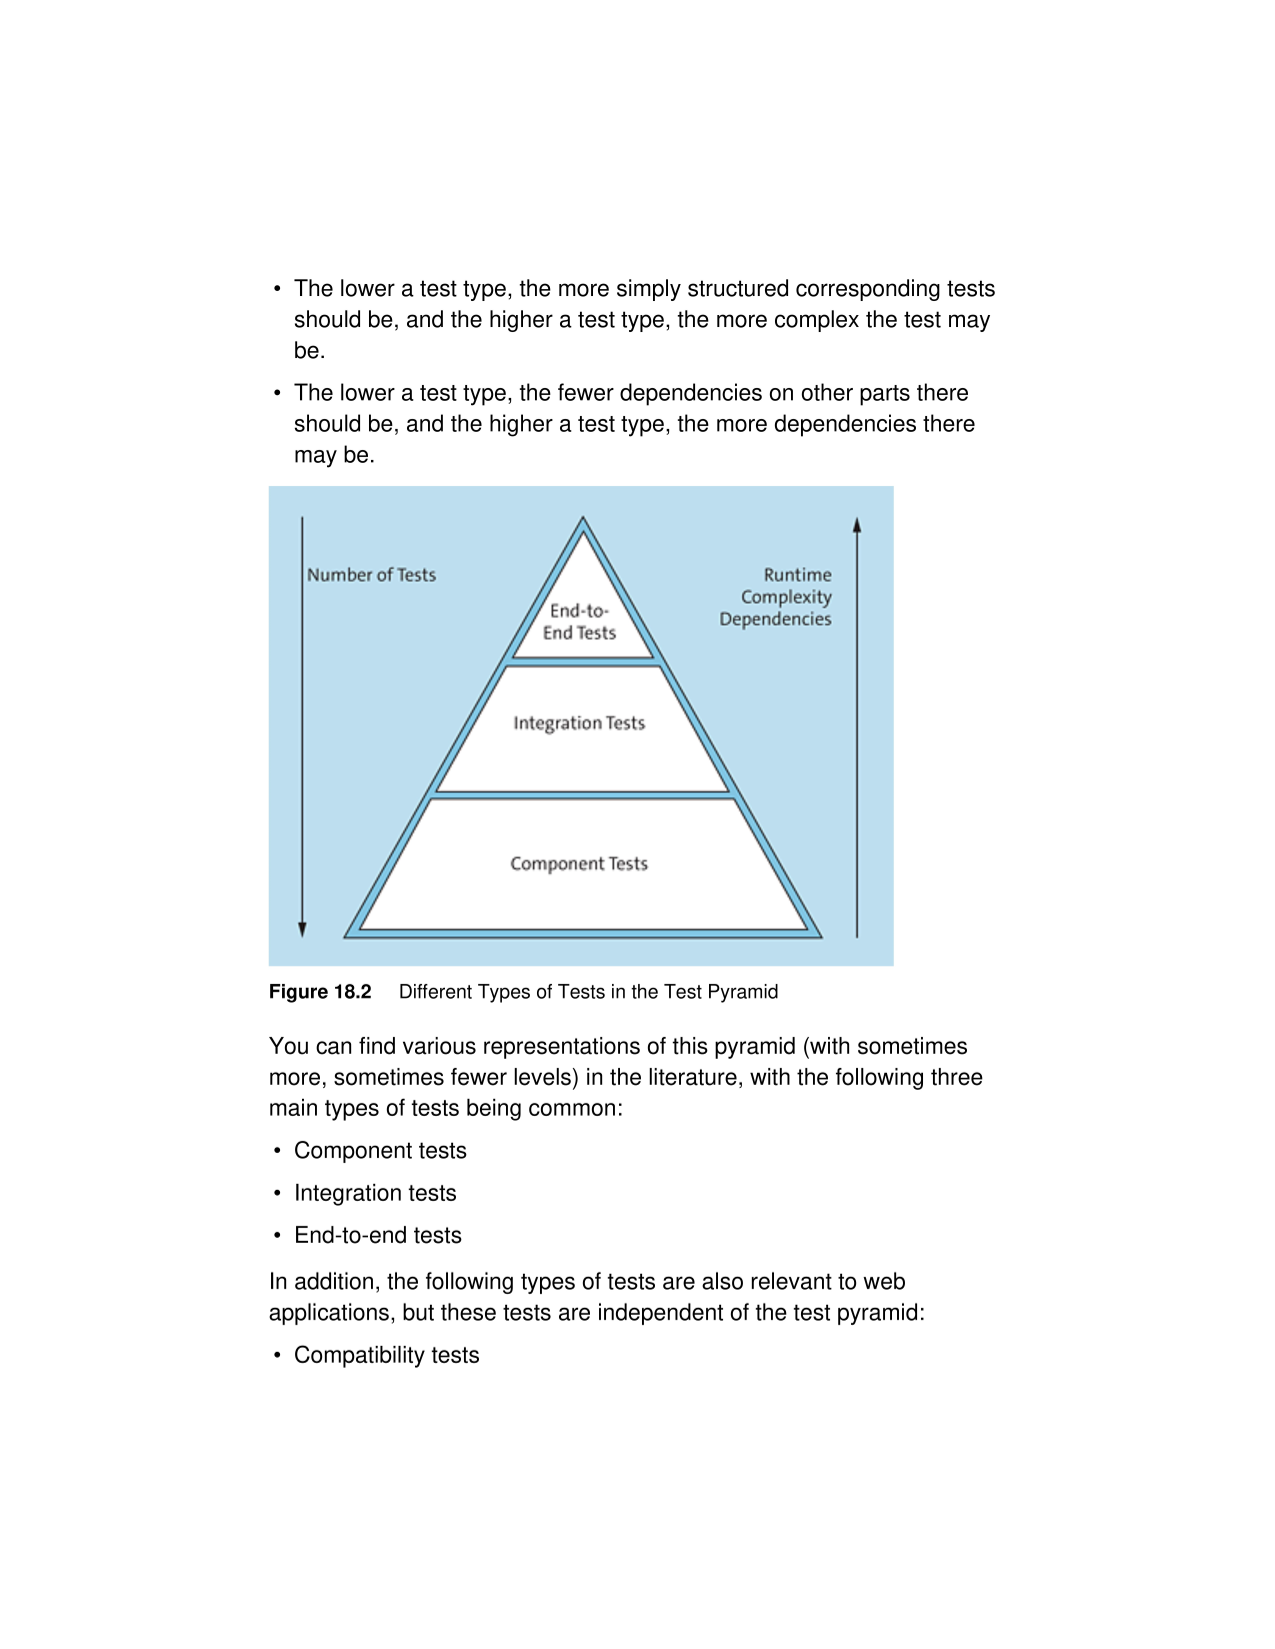 • The lower a test type, the more simply structured corresponding tests
should be, and the higher a test type, the more complex the test may
be.
• The lower a test type, the fewer dependencies on other parts there
should be, and the higher a test type, the more dependencies there
may be.
Number of Tests
Runtime
Complexity
Dependencies
End-to-
End Tests
Integration Tests
Component Tests
Figure 18.2 Different Types of Tests in the Test Pyramid
You can find various representations of this pyramid (with sometimes
more, sometimes fewer levels) in the literature, with the following three
main types of tests being common:
• Component tests
• Integration tests
• End-to-end tests
In addition, the following types of tests are also relevant to web
applications, but these tests are independent of the test pyramid:
• Compatibility tests